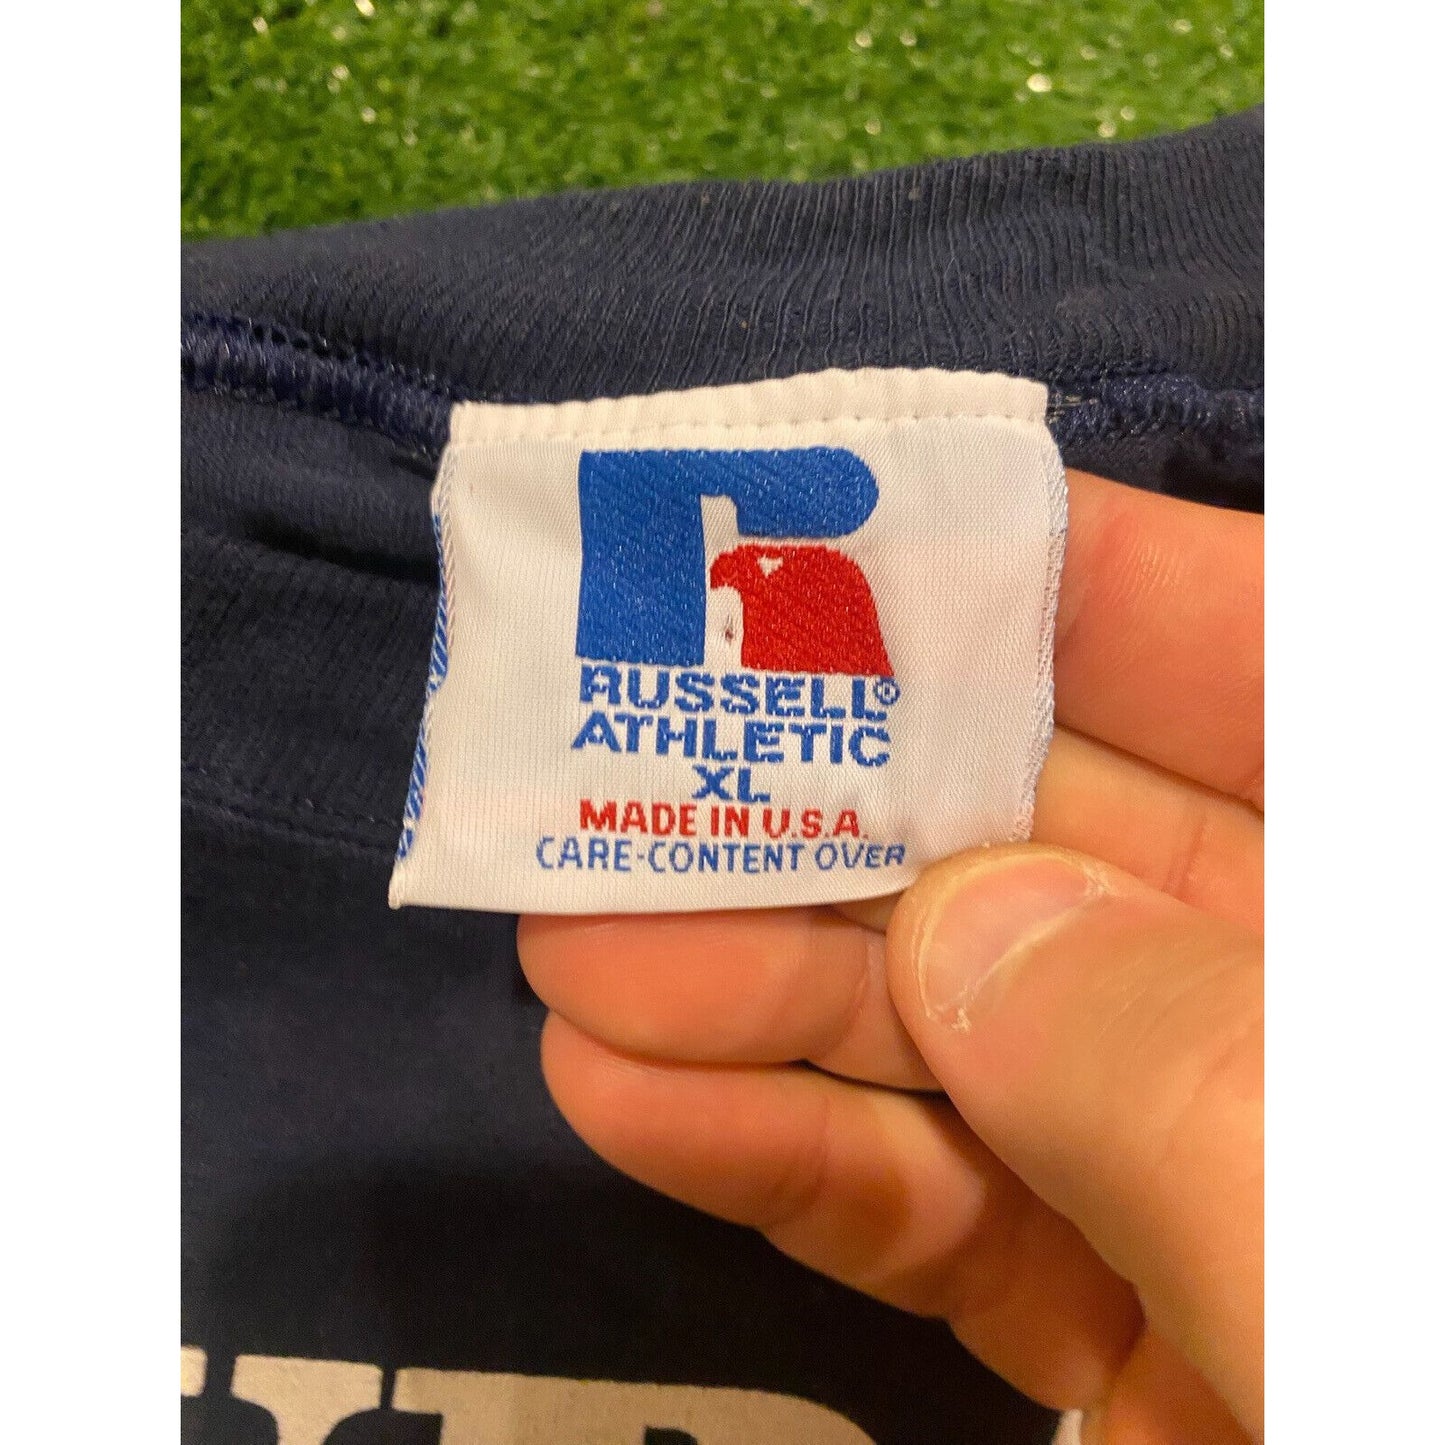 RUSSELL®
ATHLETIC
XL
MADE IN U.S.A.
CARE-CONTENT OVER